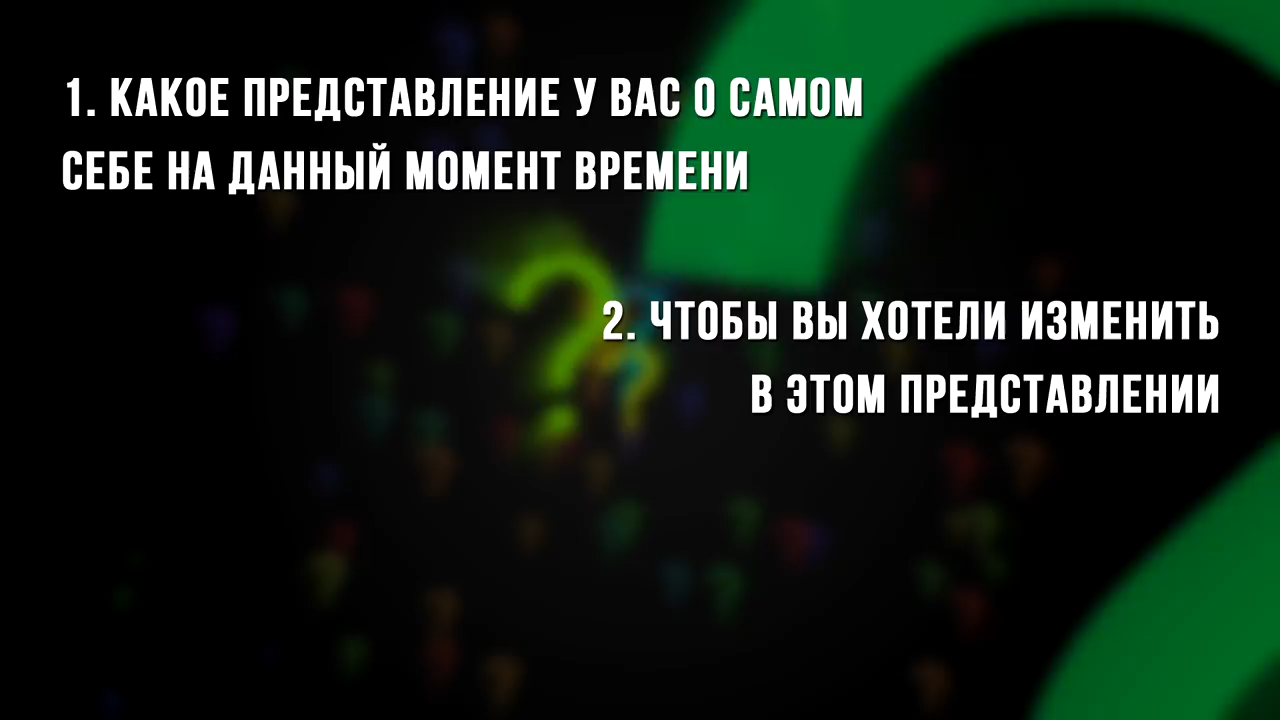 1. КАКОЕ ПРЕДСТАВЛЕНИЕ У ВАС О САМОМ
СЕБЕ НА ДАННЫЙ МОМЕНТ ВРЕМЕНИ
2. ЧТОБЫ ВЫ ХОТЕЛИ ИЗМЕНИТЬ
В ЭТОМ ПРЕДСТАВЛЕНИИ